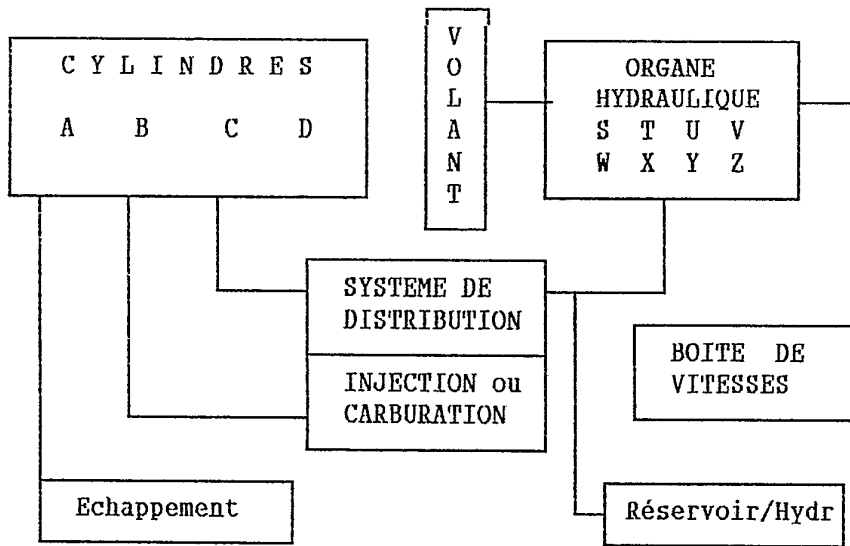 C Y L I N D R E S
A B C D
V
O
L
A
N
T
ORGANE
HYDRAULIQUE
S T U V
W X Y Z
SYSTEME DE
DISTRIBUTION
INJECTION ou
CARBURATION
BOITE DE
VITESSES
Echappement
Réservoir/Hydr